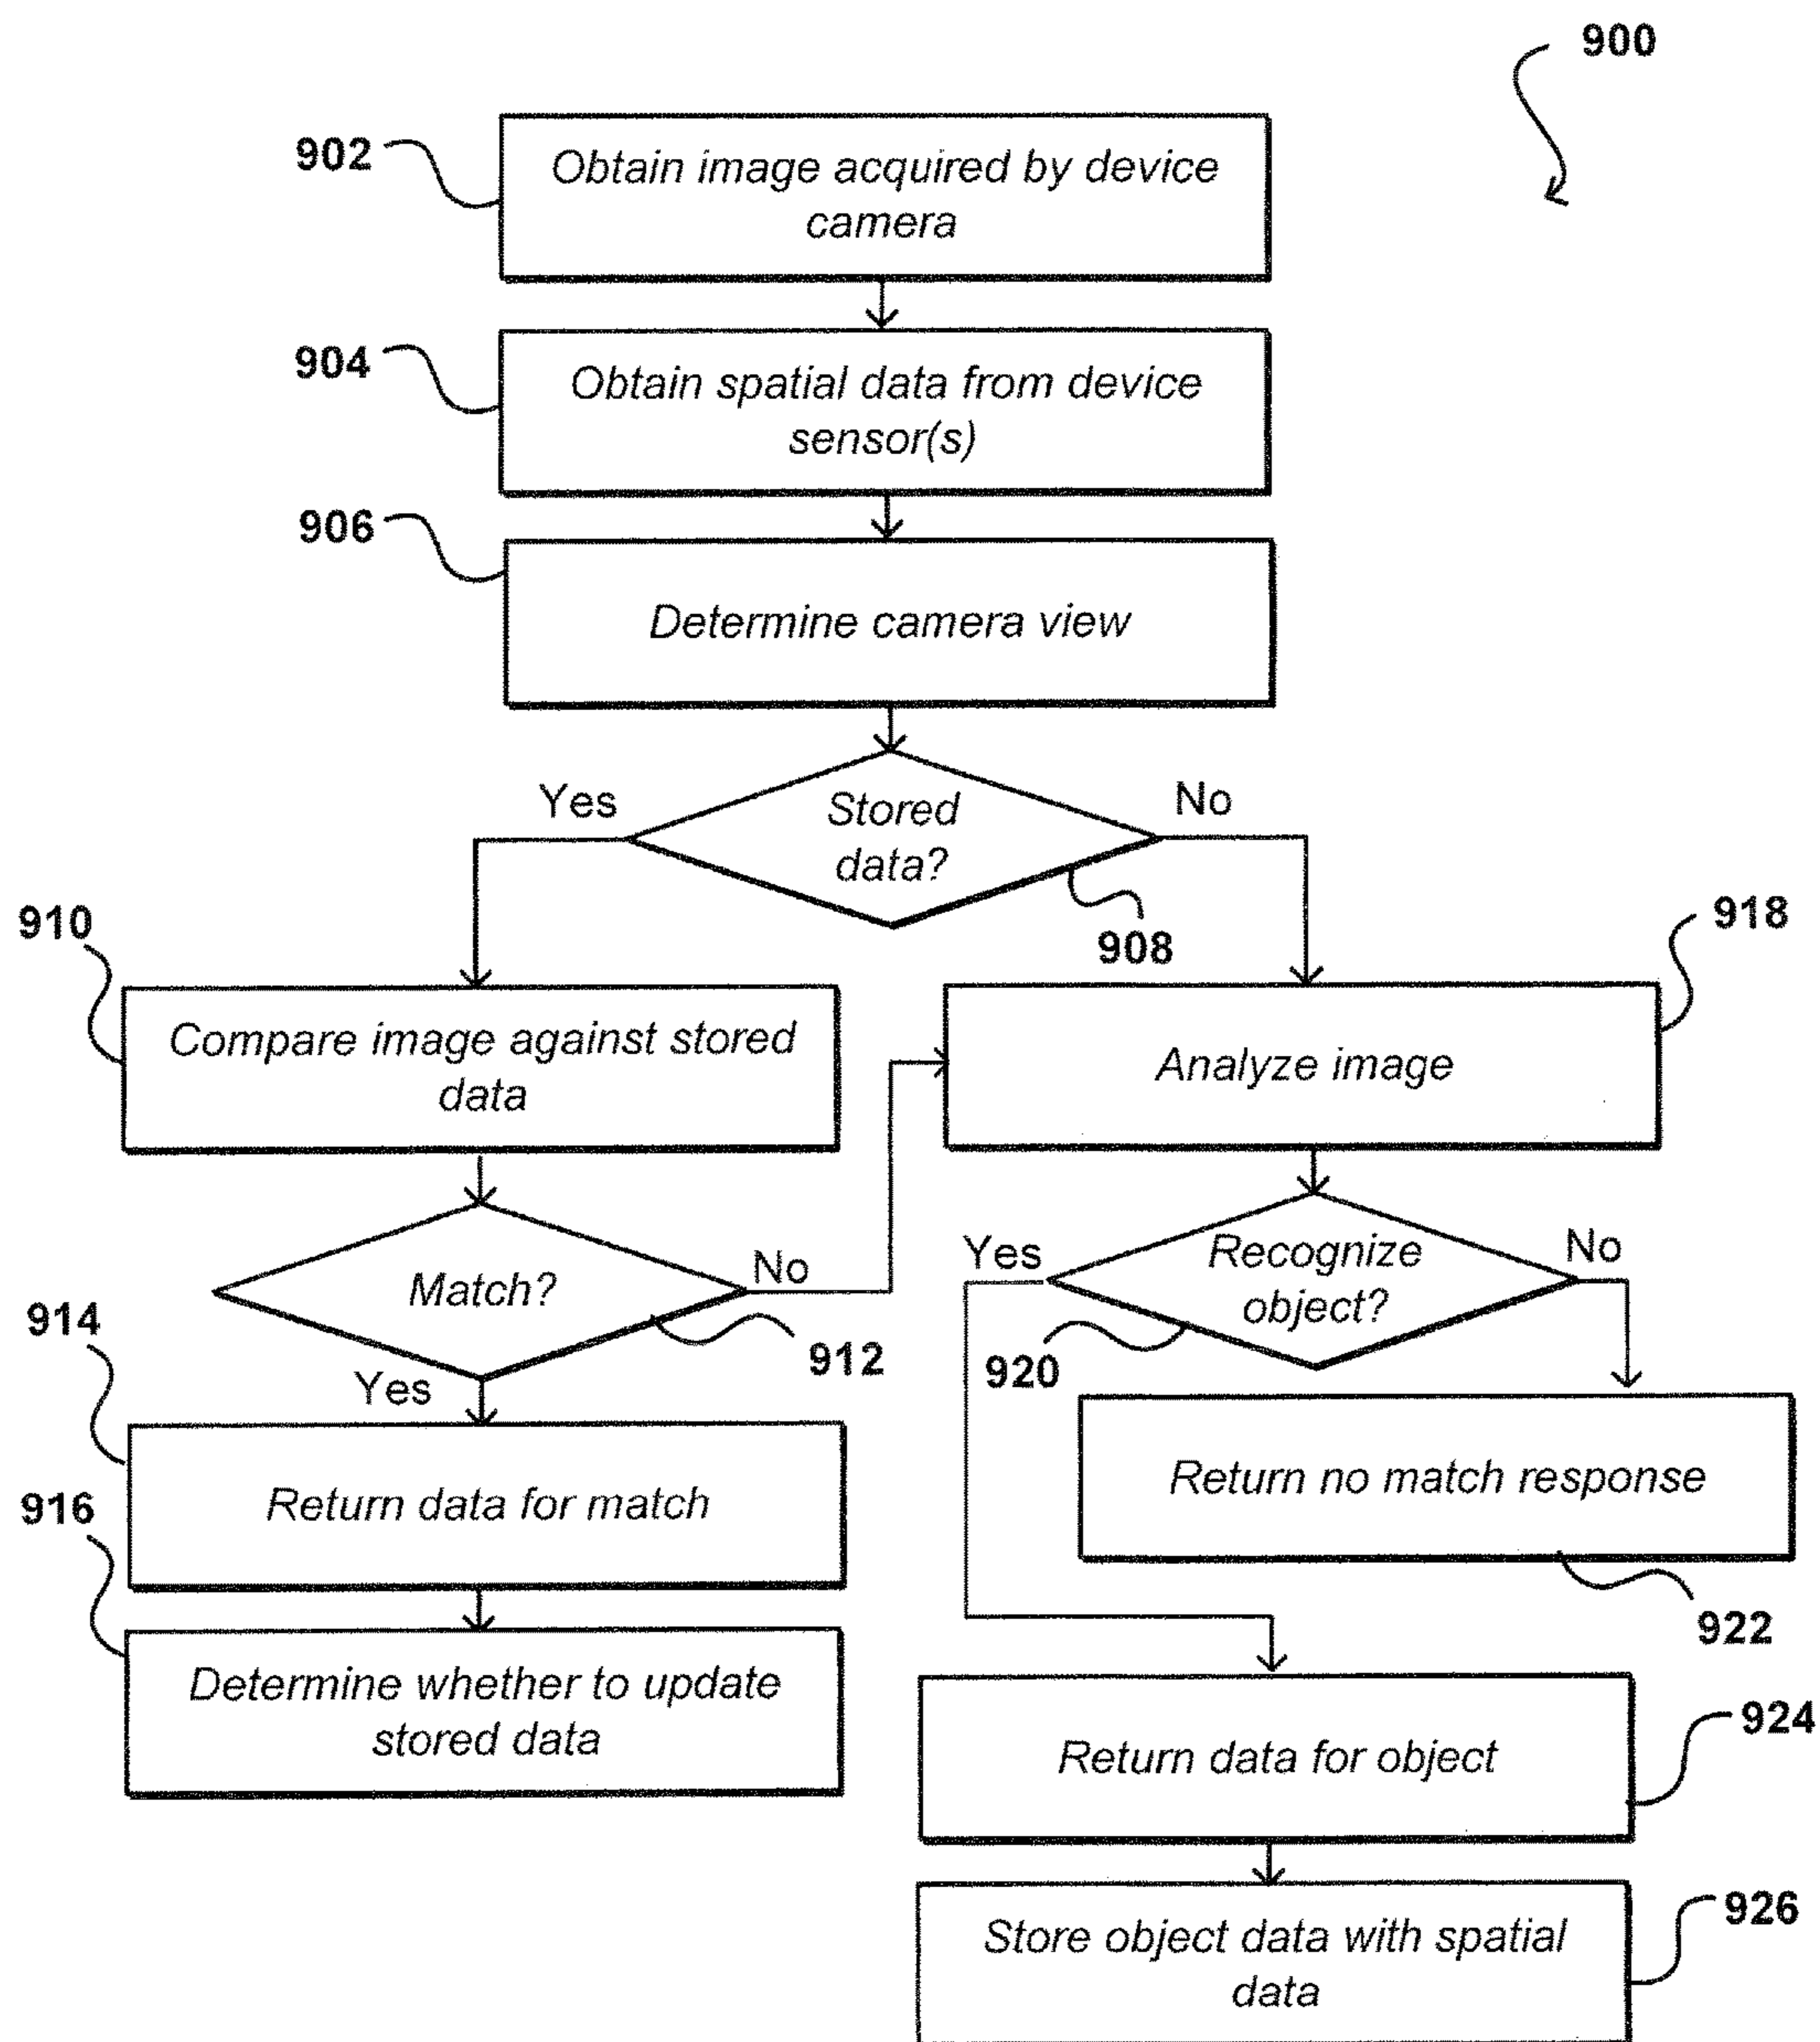 900
902
Obtain image acquired by device
camera
904
Obtain spatial data from device
sensor(s)
906
Determine camera view
Yes
Stored
data?
No
908
910
Compare image against stored
data
918
Analyze image
Match?
No
912
Yes
Yes
Recognize
object?
No
920
914
Return data for match
Return no match response
922
916
Determine whether to update
stored data
Return data for object
924
Store object data with spatial
data
926